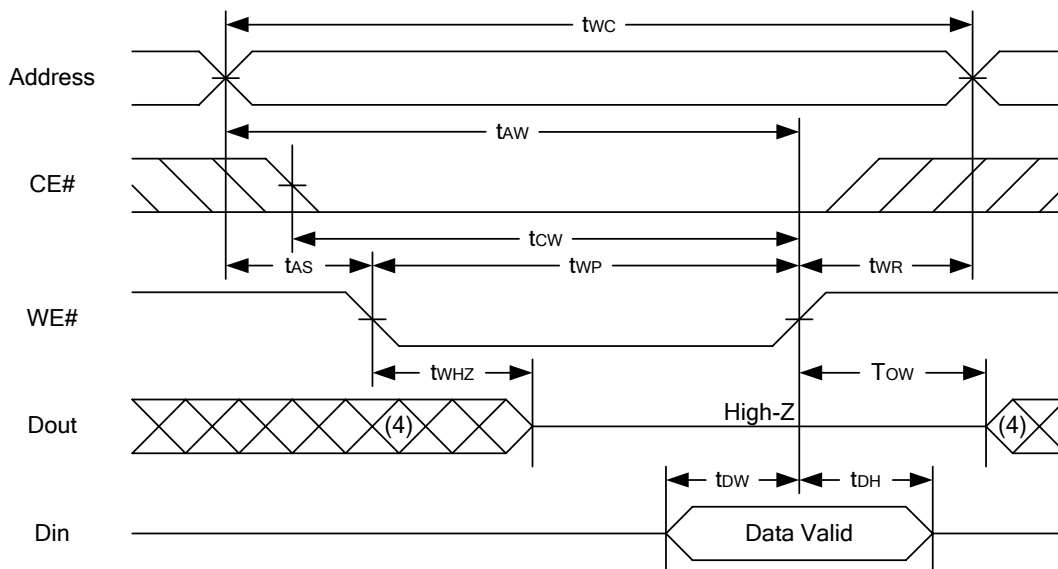 tWC
Address
tAW
CE#
tCW
tAS
tWP
tWR
WE#
tWHZ
TOW
High-Z
Dout
(4)
(4)
tDW
tDH
Din
Data Valid